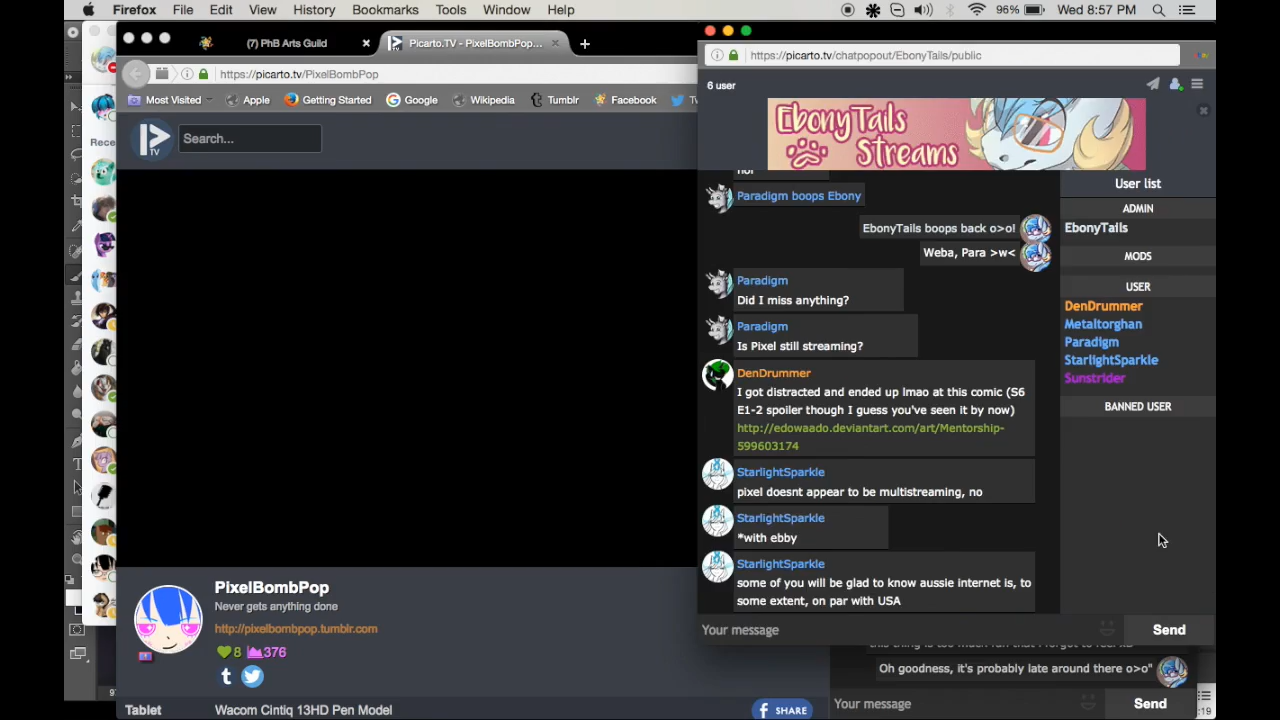 Firefox File Edit View History Bookmarks Tools Window Help 96% Wed 8:57 PM
(7) PhB Arts Guild × Picarto.TV - PixelBombPop... × +
https://picarto.tv/PixelBombPop
Most Visited Apple Getting Started Google Wikipedia Tumblr Facebook
TV Search...
Rece
PixelBombPop
Never gets anything done
http://pixelbombpop.tumblr.com
8 376
Tablet Wacom Cintiq 13HD Pen Model
SHARE
https://picarto.tv/chatpopout/EbonyTails/public
6 user
EbonyTails
Streams
Paradigm boops Ebony
EbonyTails boops back o>o!
Weba, Para >w<
Paradigm
Did I miss anything?
Paradigm
Is Pixel still streaming?
DenDrummer
I got distracted and ended up lmao at this comic (S6
E1-2 spoiler though I guess you've seen it by now)
http://edowaado.deviantart.com/art/Mentorship-
599603174
StarlightSparkle
pixel doesnt appear to be multistreaming, no
StarlightSparkle
*with ebby
StarlightSparkle
some of you will be glad to know aussie internet is, to
some extent, on par with USA
Your message Send
User list
ADMIN
EbonyTails
MODS
USER
DenDrummer
Metaltorghan
Paradigm
StarlightSparkle
Sunstrider
BANNED USER
Oh goodness, it's probably late around there o>o"
Your message Send
:19